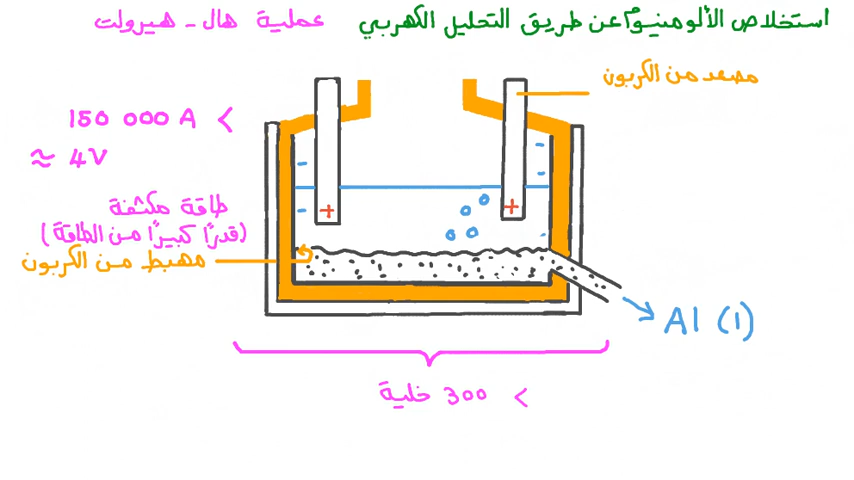 استخلاص الألومنيوم عن طريق التحليل الكهربي عملية هال - هيرولت
مصعد من الكربون
150 000 A <
≈ 4V
طاقة مكثفة
(قدرًا كبيرًا من الطاقة)
مهبط من الكربون
+ +
Al (l)
< 300 خلية